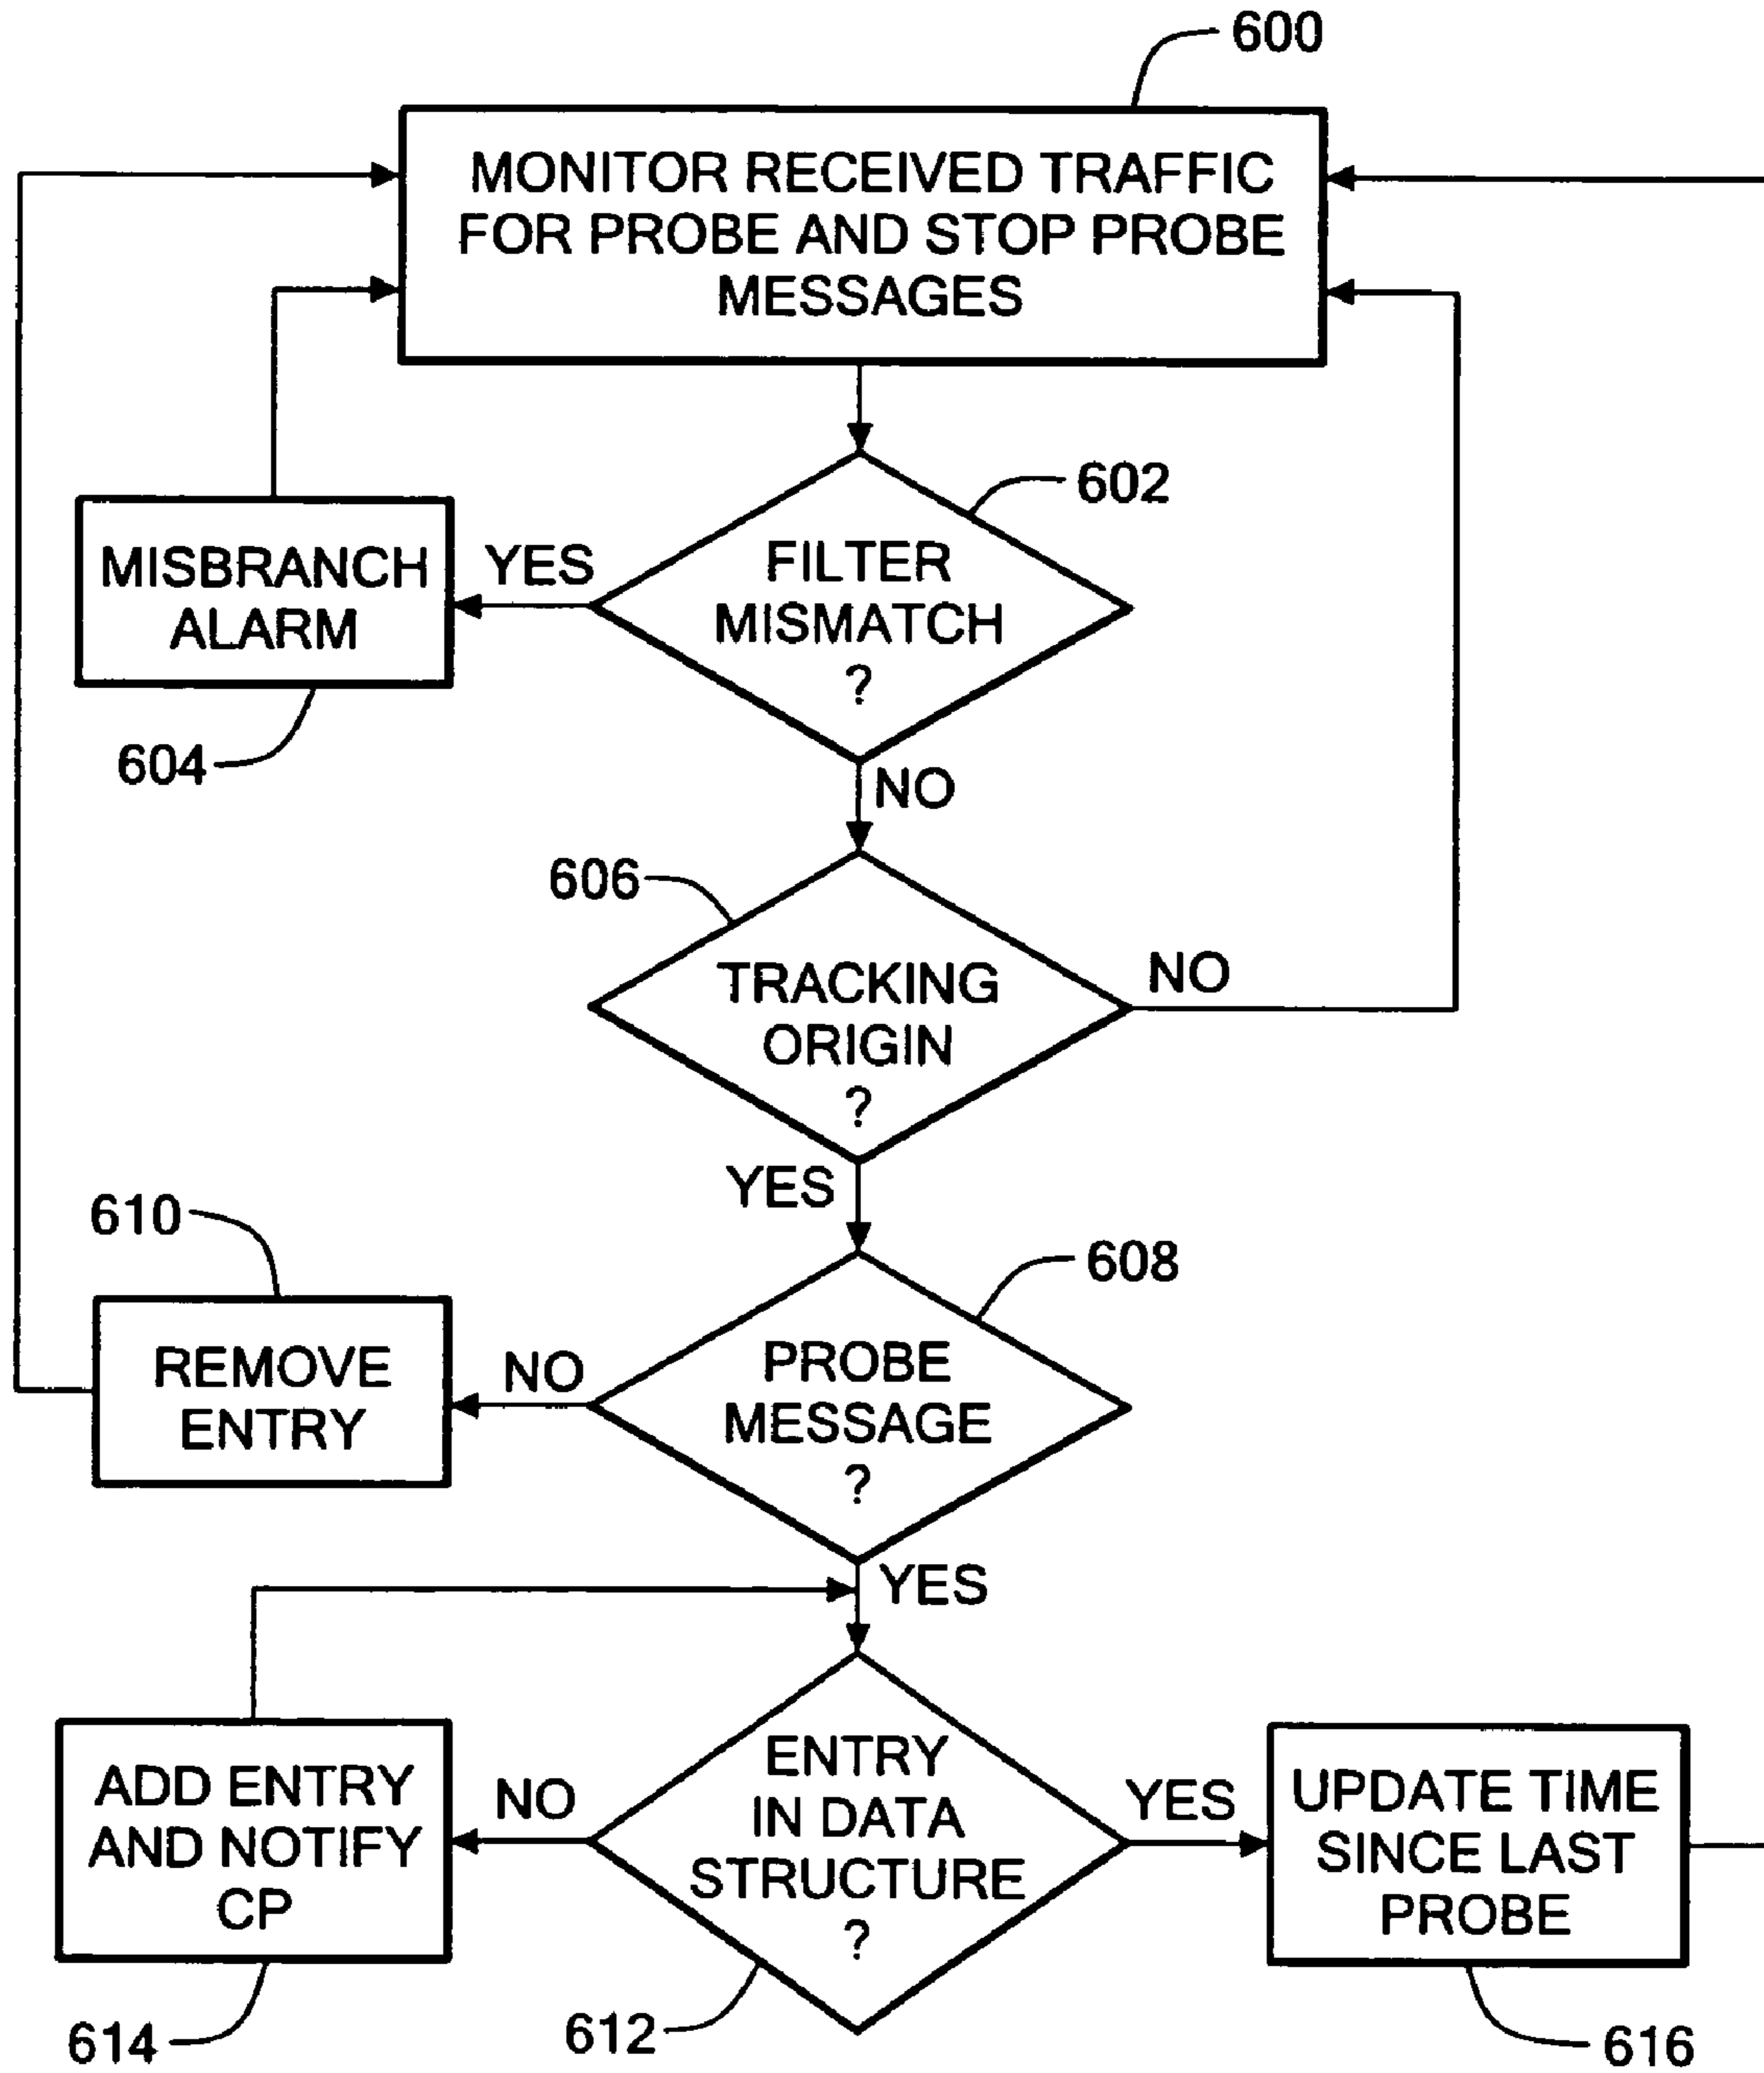 600
MONITOR RECEIVED TRAFFIC
FOR PROBE AND STOP PROBE
MESSAGES
602
FILTER
MISMATCH
?
YES
MISBRANCH
ALARM
604
NO
606
TRACKING
ORIGIN
?
NO
YES
610
608
PROBE
MESSAGE
?
NO
REMOVE
ENTRY
YES
ENTRY
IN DATA
STRUCTURE
?
NO
ADD ENTRY
AND NOTIFY
CP
YES
UPDATE TIME
SINCE LAST
PROBE
614
612
616